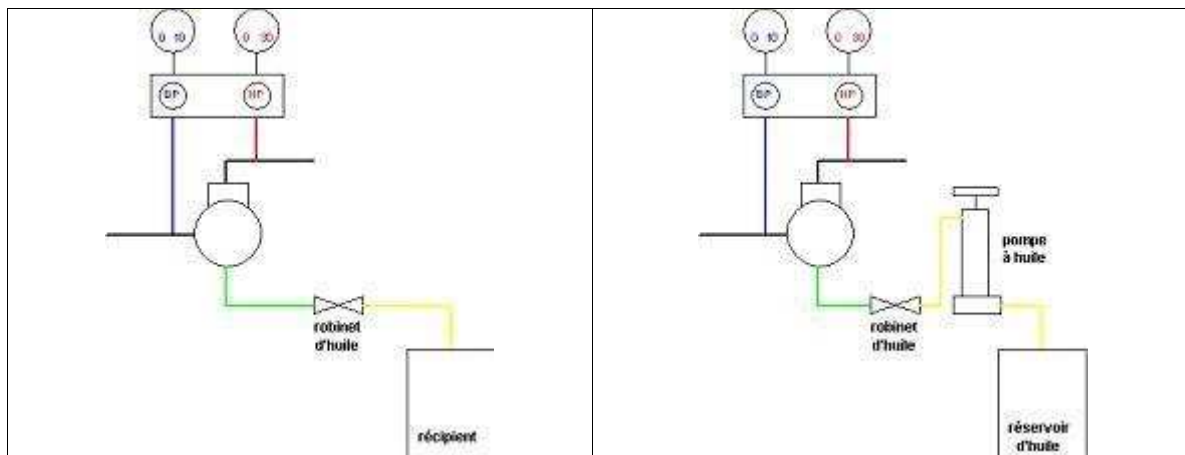 0 10
0 30
BP
HP
robinet
d'huile
récipient
0 10
0 30
BP
HP
pompe
à huile
robinet
d'huile
réservoir
d'huile